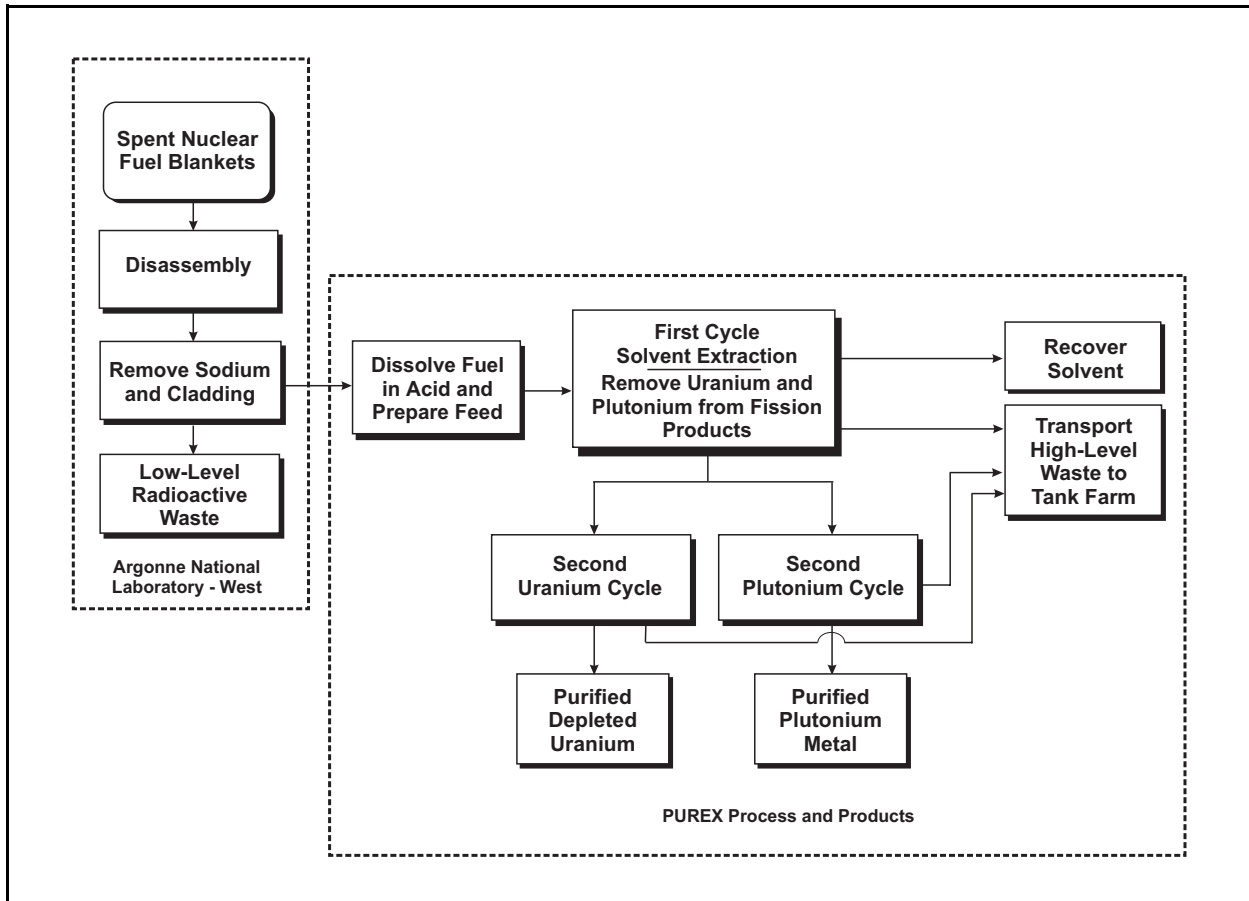 Spent Nuclear
Fuel Blankets
Disassembly
Remove Sodium
and Cladding
Low-Level
Radioactive
Waste
Argonne National
Laboratory - West
Dissolve Fuel
in Acid and
Prepare Feed
First Cycle
Solvent Extraction
Remove Uranium and
Plutonium from Fission
Products
Recover
Solvent
Transport
High-Level
Waste to
Tank Farm
Second
Uranium Cycle
Second
Plutonium Cycle
Purified
Depleted
Uranium
Purified
Plutonium
Metal
PUREX Process and Products